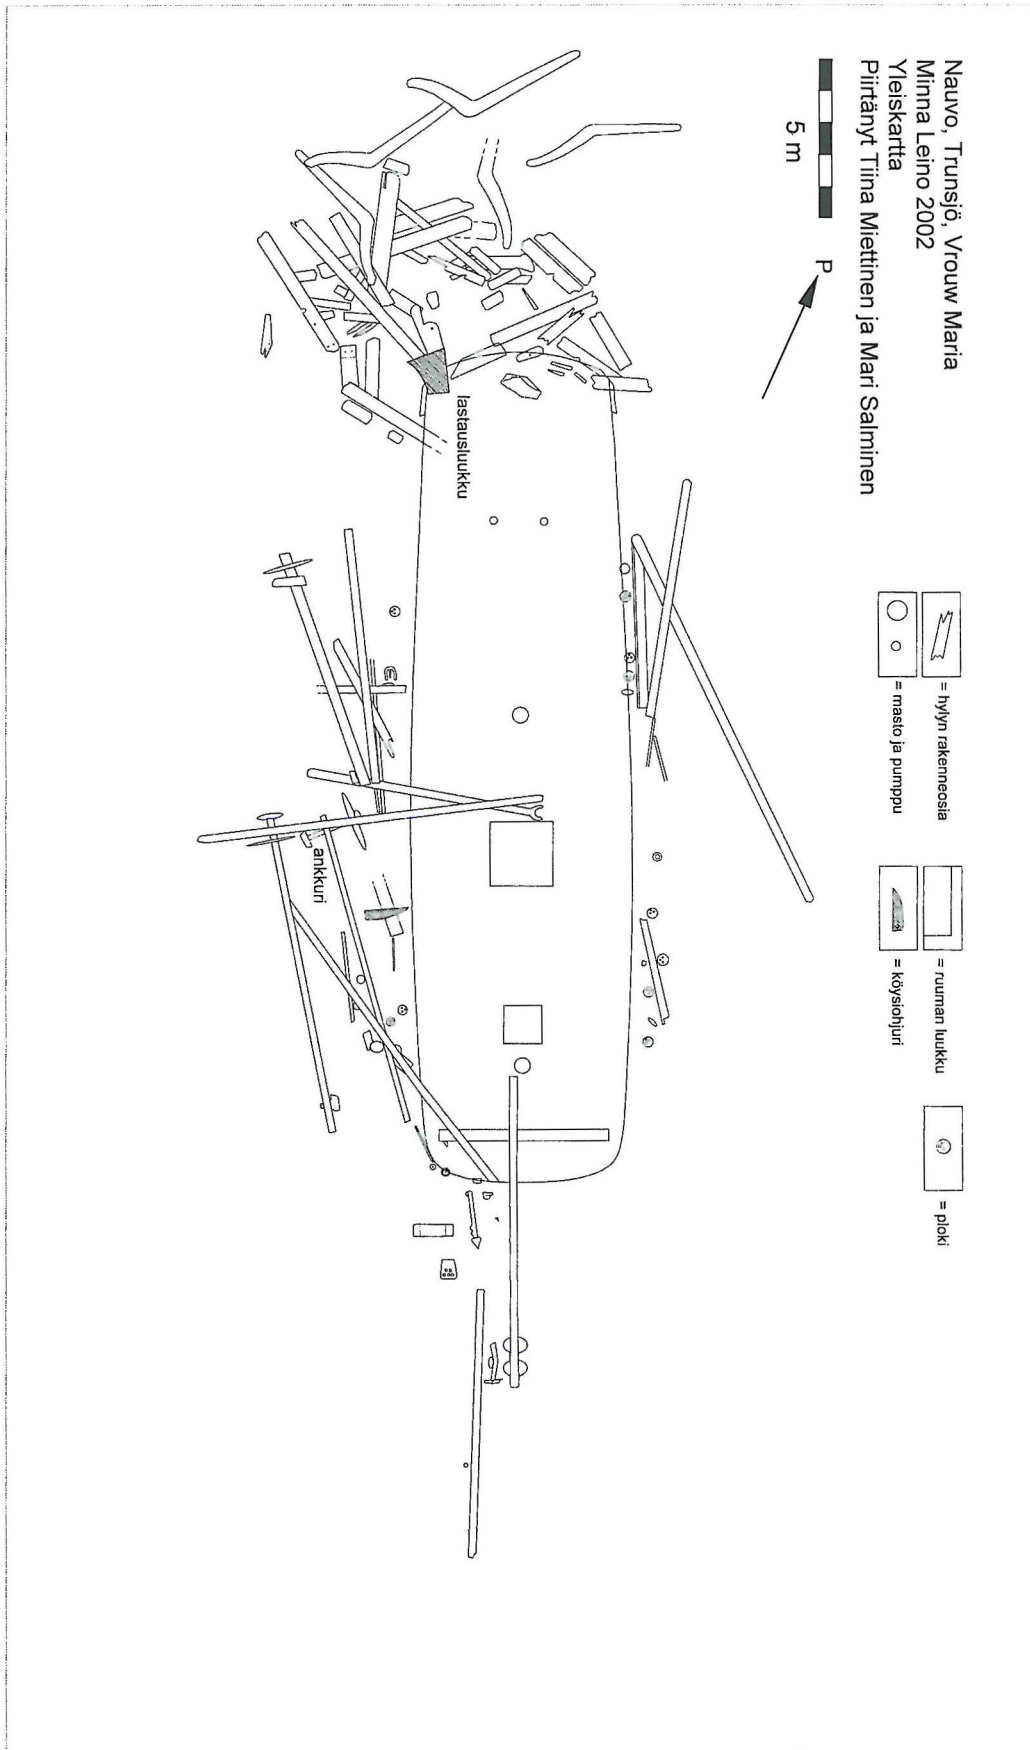 Nauvo, Trunsjö, Vrouw Maria
Minna Leino 2002
Yleiskartta
Piirtänyt Tiina Miettinen ja Mari Salminen
5 m
P
= hylyn rakenneosia
= masto ja pumppu
= ruuman luukku
= köysiohjuri
= ploki
lastausluukku
ankkuri